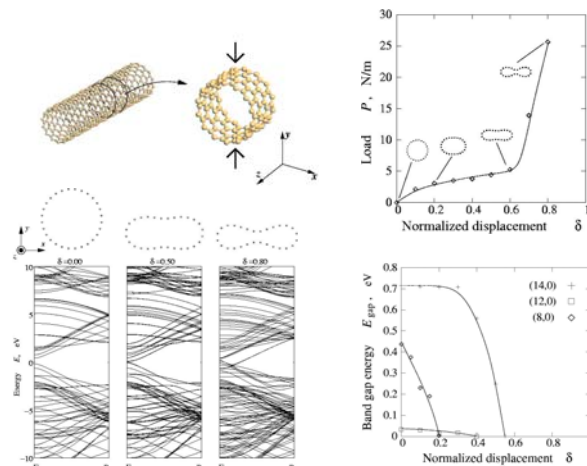 y
x
z
y
x
z
δ=0.00
δ=0.50
δ=0.80
Energy E, eV
10
5
0
-5
-10
Load P, N/m
30
25
20
15
10
5
0
0 0.2 0.4 0.6 0.8 1
Normalized displacement δ
Band gap energy E gap, eV
0.8
0.7
0.6
0.5
0.4
0.3
0.2
0.1
0
(14,0)
(12,0)
(8,0)
0 0.2 0.4 0.6 0.8 1
Normalized displacement δ